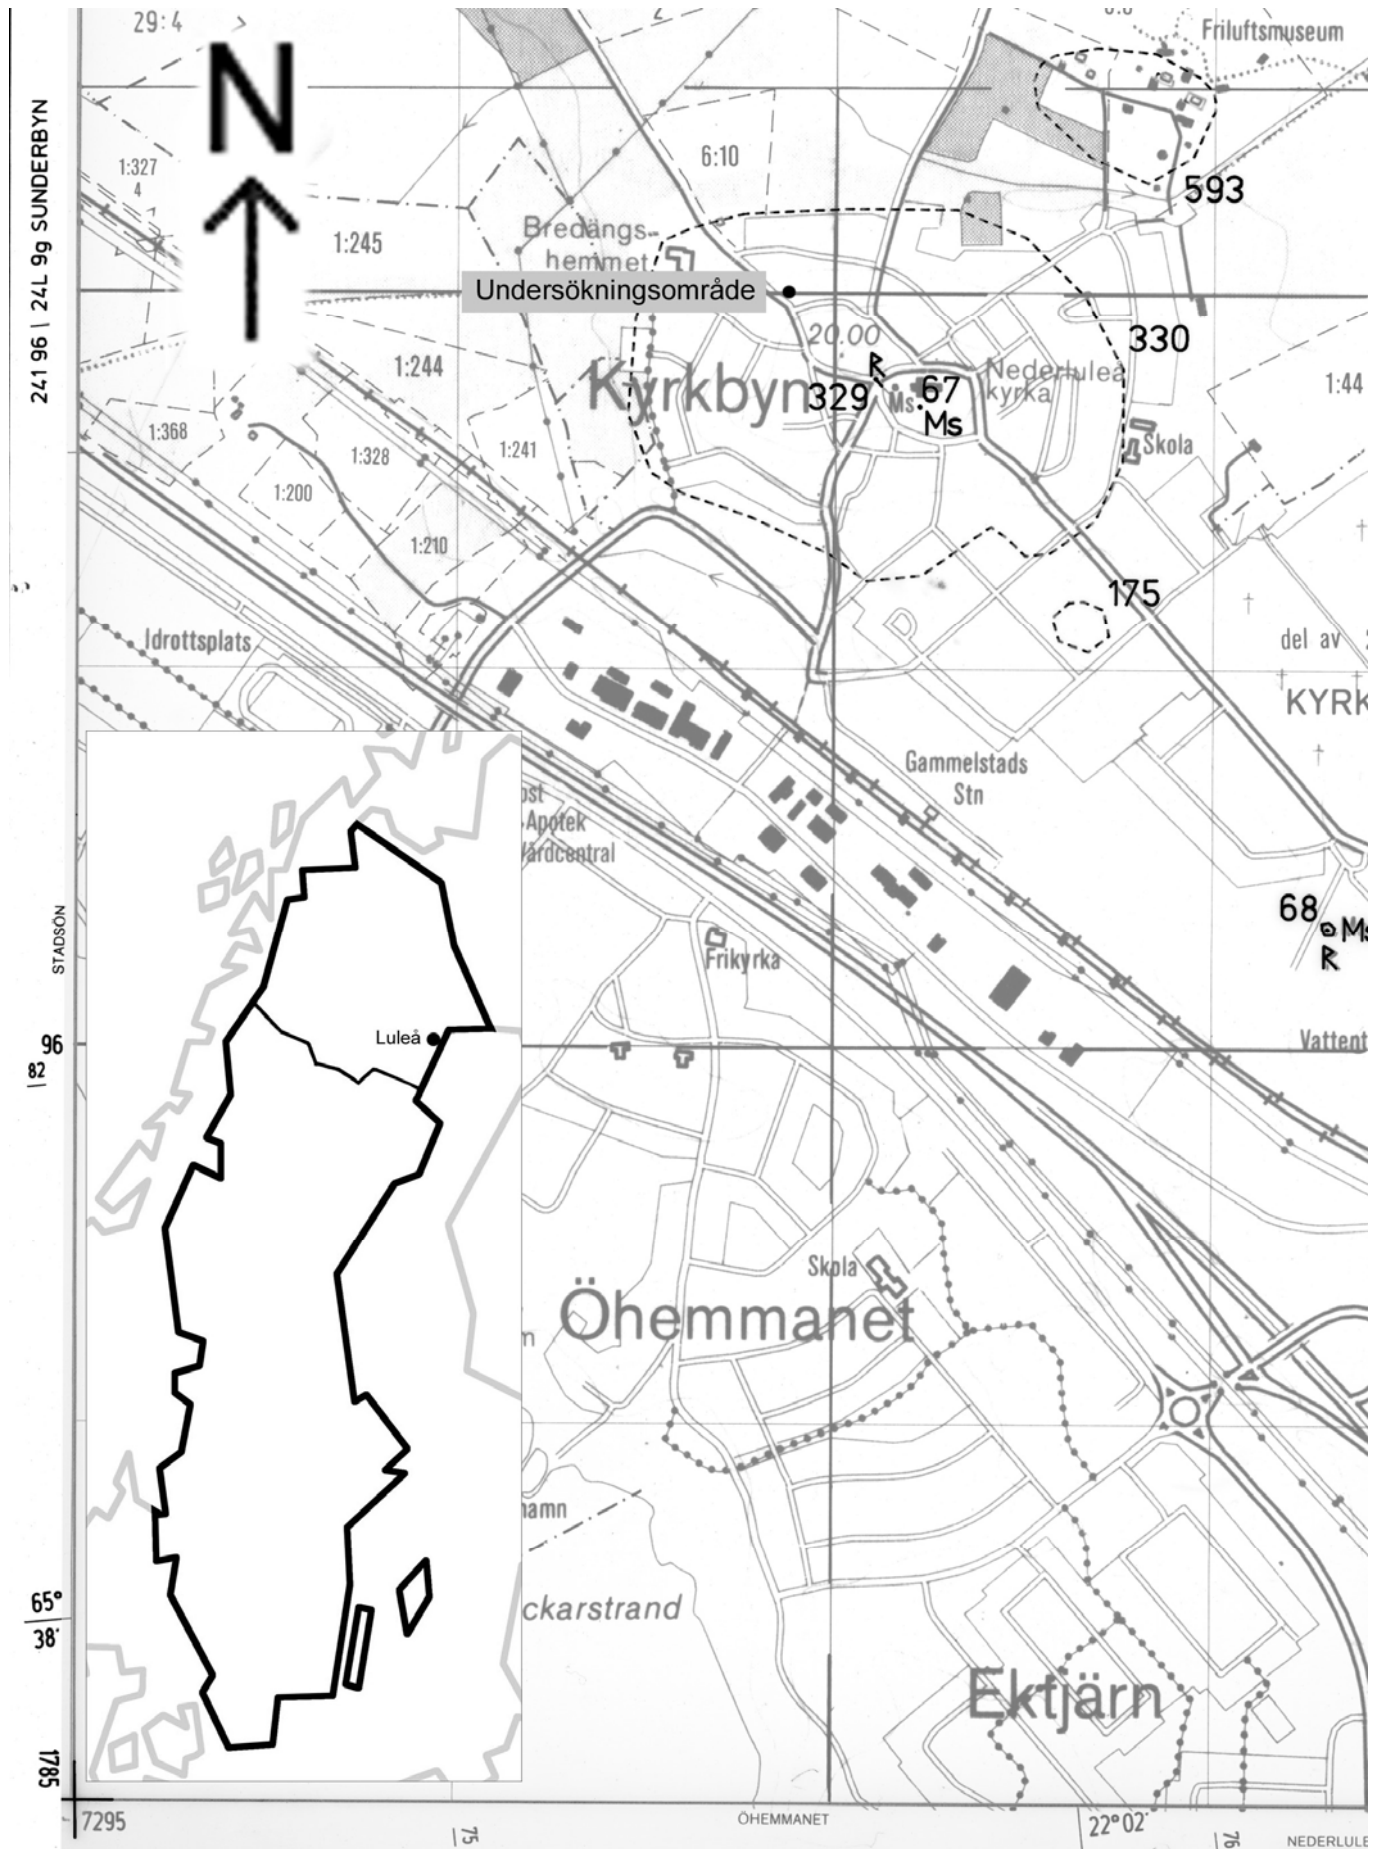 29:4
Friluftsmuseum
N
241 96 | 24L 9g SUNDERBYN
1:327
4
6:10
593
1:245
Bredängs-
hemmet
Undersökningsområde
20.00
330
1:244
R
Kyrkbyn
329
Ms
67
Ms
Nederluleå
kyrka
1:44
1:368
1:328
1:241
Skola
1:200
1:210
175
Idrottsplats
del av
KYRK
Gammelstads
Stn
ost
Apotek
Vårdcentral
STADSÖN
68
Ms
R
Frikyrka
Luleå
96
82
Vattent
Skola
Öhemmanet
m
hamn
65°
38'
ckarstrand
Ektjärn
1785
7295
75
ÖHEMMANET
22°02'
76
NEDERLULE